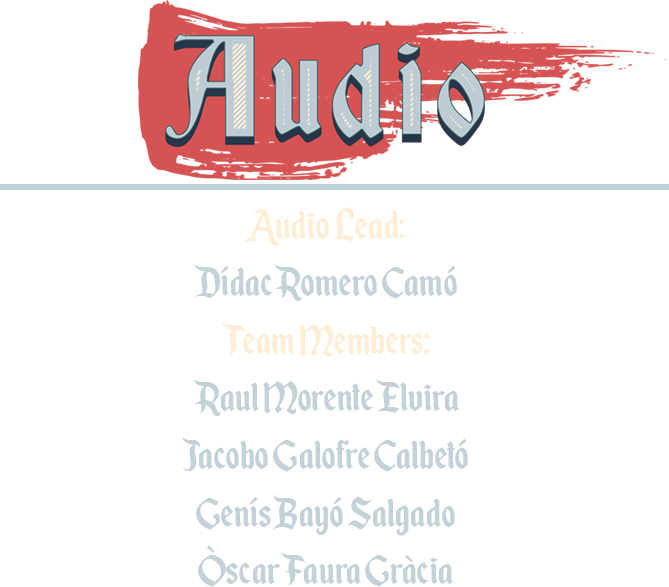 Audio
Audio Lead:
Dídac Romero Camó
Team Members:
Raul Morente Elvira
Jacobo Galofre Calbetó
Genís Bayó Salgado
Òscar Faura Gràcia